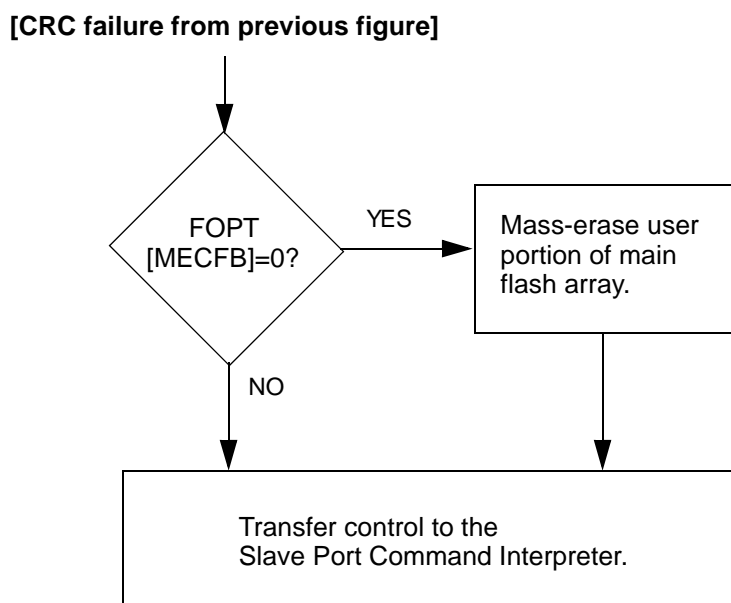 [CRC failure from previous figure]
FOPT
[MECFB]=0?
YES
Mass-erase user
portion of main
flash array.
NO
Transfer control to the
Slave Port Command Interpreter.